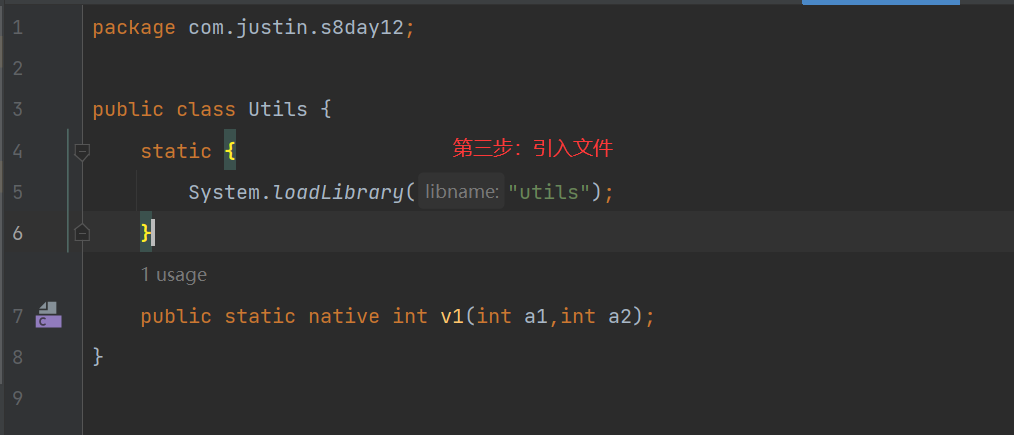 1 package com.justin.s8day12;
2
3 public class Utils {
4 static { 第三步：引入文件
5 System.loadLibrary( libname: "utils");
6 }
1 usage
7 public static native int v1(int a1,int a2);
C
8 }
9